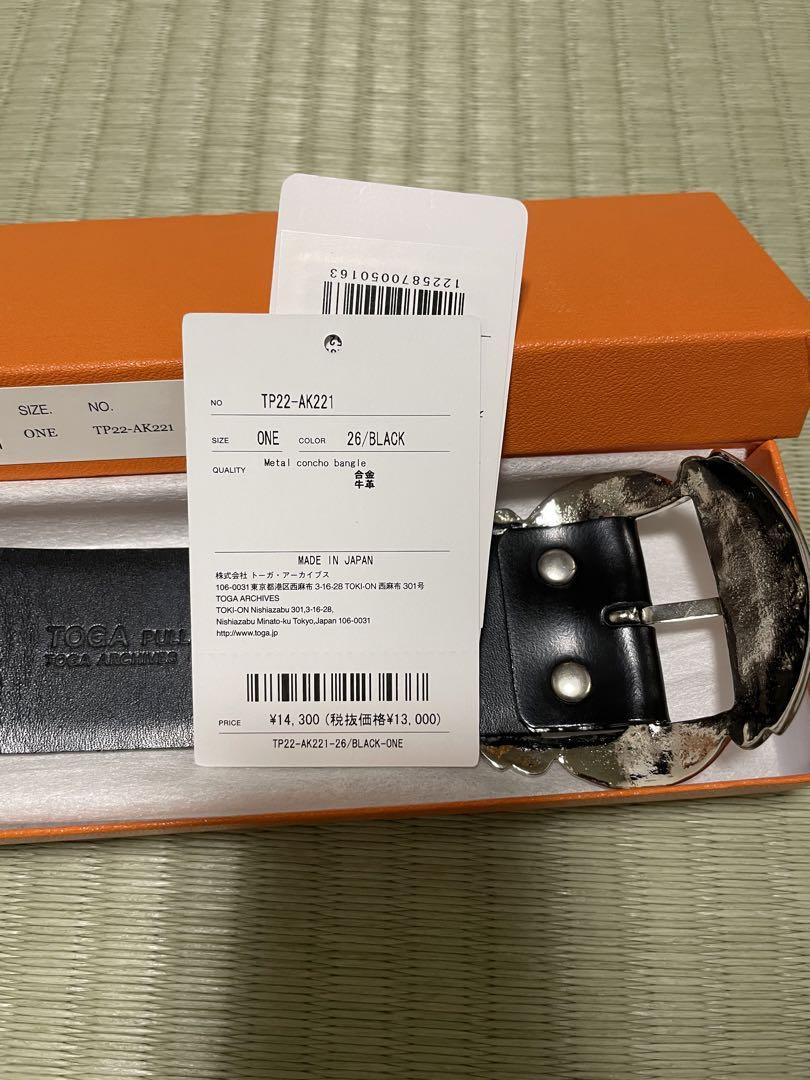 1225870050163
SIZE. NO.
ONE TP22-AK221
NO TP22-AK221
SIZE ONE COLOR 26/BLACK
QUALITY Metal concho bangle
合金
牛革
MADE IN JAPAN
株式会社 トーガ・アーカイブス
106-0031東京都港区西麻布 3-16-28 TOKI-ON 西麻布 301号
TOGA ARCHIVES
TOKI-ON Nishiazabu 301,3-16-28,
Nishiazabu Minato-ku Tokyo,Japan 106-0031
http://www.toga.jp
PRICE ¥14,300 (税抜価格¥13,000)
TP22-AK221-26/BLACK-ONE
TOGA PULL
TOGA ARCHIVES